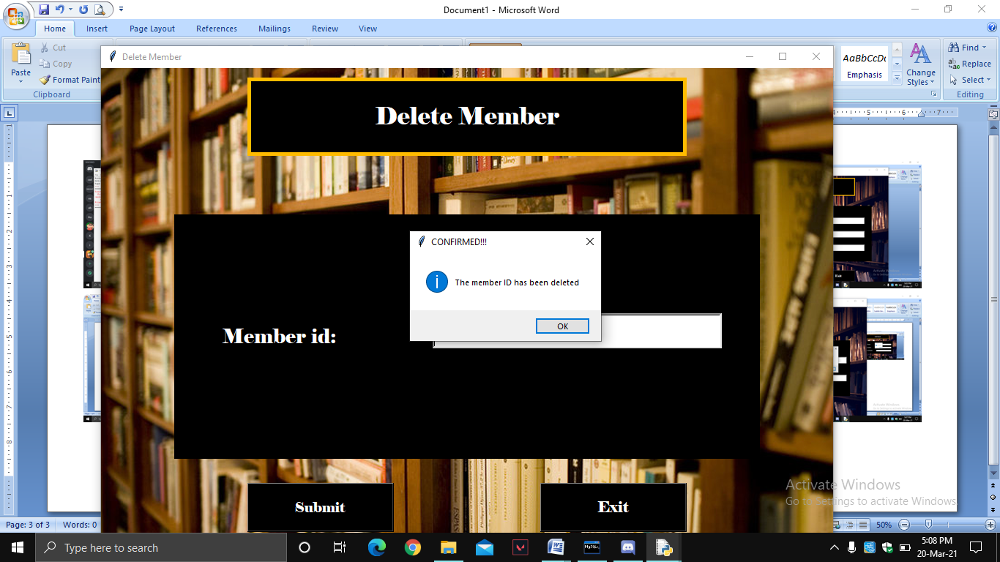 Document1 - Microsoft Word
Home Insert Page Layout References Mailings Review View
Cut
Copy
Format Paint
Paste
Clipboard
AaBbCcDc
Emphasis
Change
Styles
Find
Replace
Select
Editing
Delete Member
Delete Member
CONFIRMED!!!
The member ID has been deleted
OK
Member id:
Submit
Exit
Activate Windows
Go to Settings to activate Windows.
Page: 3 of 3 Words: 0
50%
Type here to search
5:08 PM
20-Mar-21